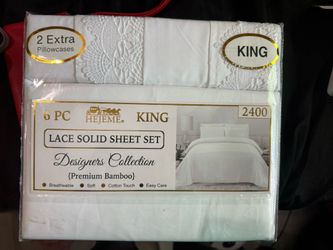 2 Extra
Pillowcases
KING
6 PC
HEJEME
KING
2400
LACE SOLID SHEET SET
Designers Collection
{Premium Bamboo}
Breathable Soft Cotton Touch Easy Care